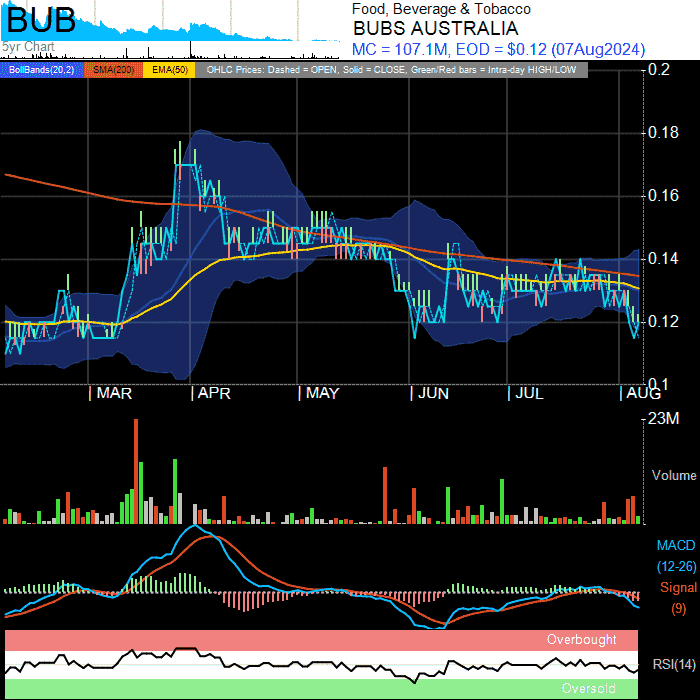 BUB
5yr Chart
Food, Beverage & Tobacco
BUBS AUSTRALIA
MC = 107.1M, EOD = $0.12 (07Aug2024)
BollBands(20,2) SMA(200) EMA(50) OHLC Prices: Dashed = OPEN, Solid = CLOSE, Green/Red bars = Intra-day HIGH/LOW
0.2
0.18
0.16
0.14
0.12
0.1
MAR APR MAY JUN JUL AUG
23M
Volume
MACD
(12-26)
Signal
(9)
Overbought
RSI(14)
Oversold